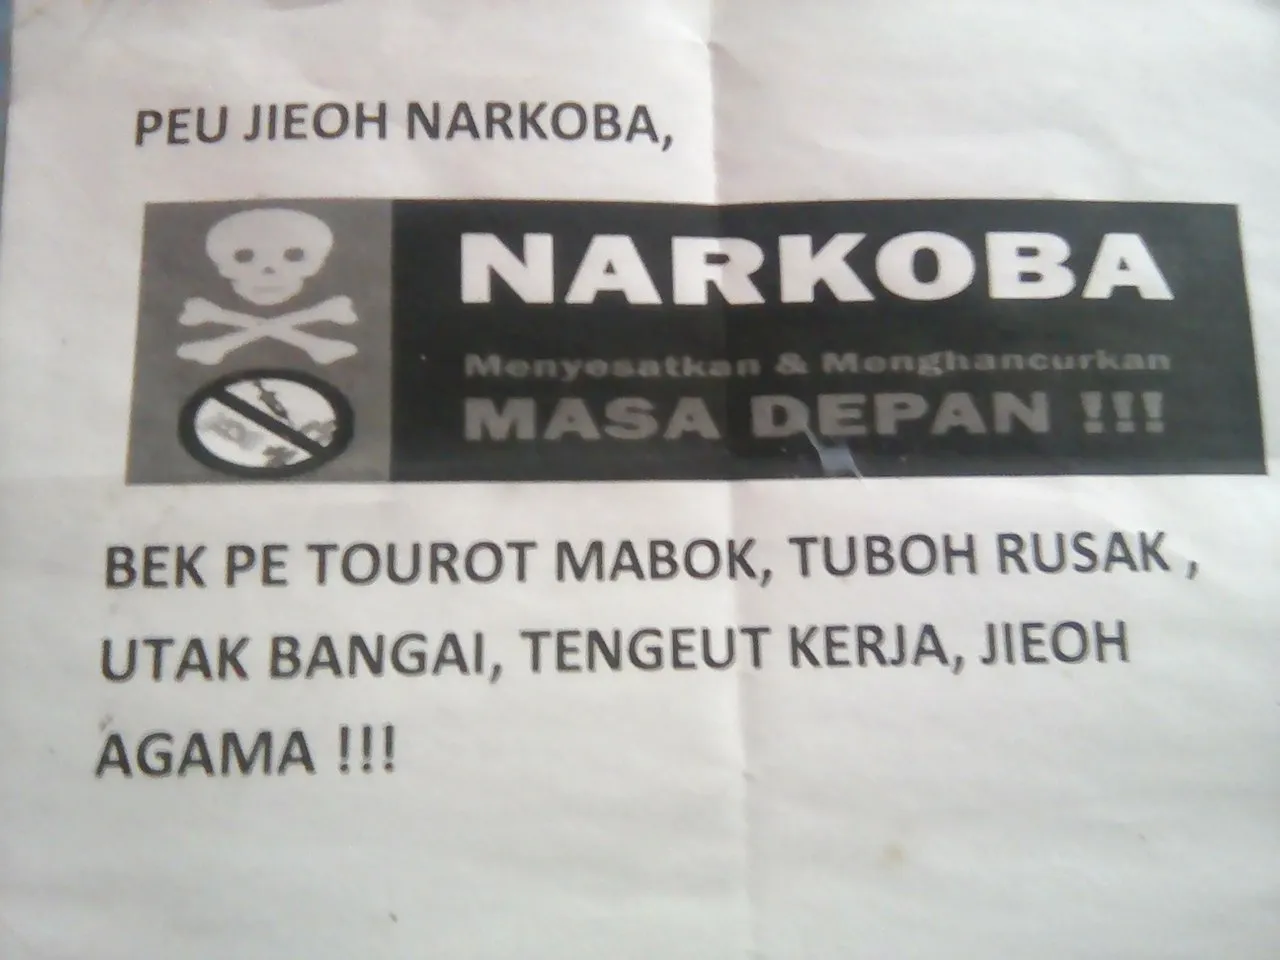 PEU JIEOH NARKOBA,
NARKOBA
Menyesatkan & Menghancurkan
MASA DEPAN !!!
BEK PE TOUROT MABOK, TUBOH RUSAK ,
UTAK BANGAI, TENGEUT KERJA, JIEOH
AGAMA !!!